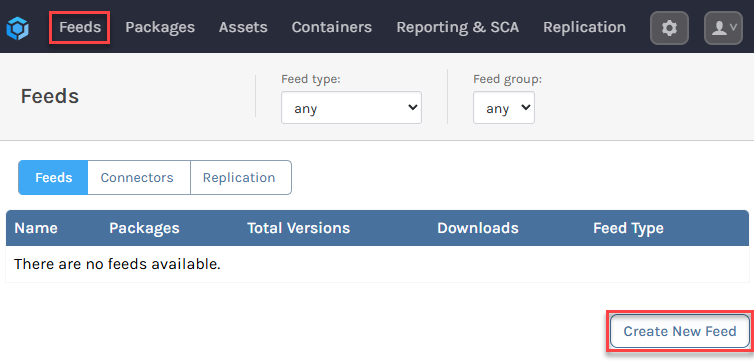 Feeds Packages Assets Containers Reporting & SCA Replication
Feeds
Feed type:
any
Feed group:
any
Feeds Connectors Replication
Name Packages Total Versions Downloads Feed Type
There are no feeds available.
Create New Feed